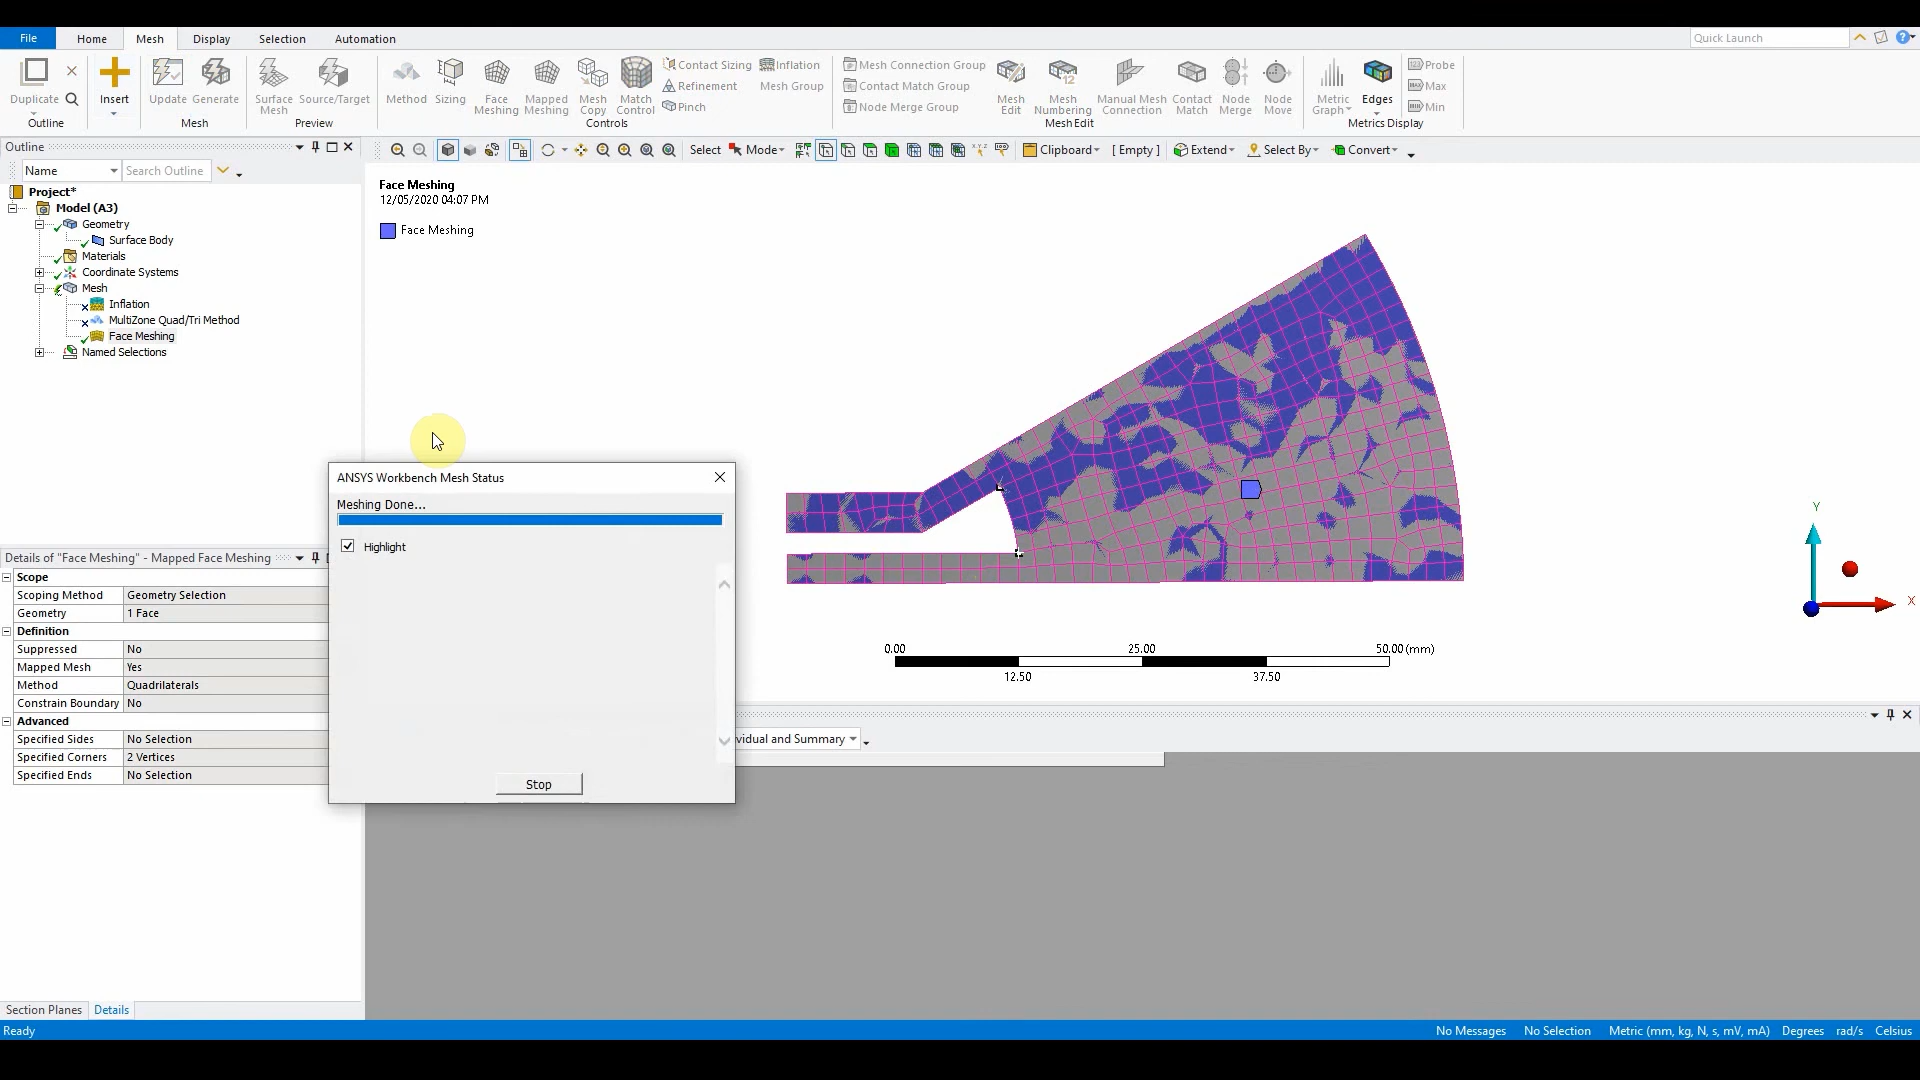 File Home Mesh Display Selection Automation Quick Launch
Duplicate Insert Update Generate Surface Mesh Source/Target Method Sizing Face Meshing Mapped Meshing Mesh Copy Match Control
Contact Sizing Inflation
Refinement Mesh Group
Pinch
Mesh Connection Group
Contact Match Group
Node Merge Group
Mesh Edit Mesh Numbering Manual Mesh Connection Contact Match Node Merge Node Move Metric Graph Edges
Probe
Max
Min
Outline Mesh Preview Controls Mesh Edit Metrics Display
Outline
Name Search Outline
Select Mode Clipboard [ Empty ] Extend Select By Convert
Project*
Model (A3)
Geometry
Surface Body
Materials
Coordinate Systems
Mesh
Inflation
MultiZone Quad/Tri Method
Face Meshing
Named Selections
Face Meshing
12/05/2020 04:07 PM
Face Meshing
ANSYS Workbench Mesh Status
Meshing Done...
Highlight
Stop
Details of "Face Meshing" - Mapped Face Meshing
Scope
Scoping Method Geometry Selection
Geometry 1 Face
Definition
Suppressed No
Mapped Mesh Yes
Method Quadrilaterals
Constrain Boundary No
Advanced
Specified Sides No Selection
Specified Corners 2 Vertices
Specified Ends No Selection
Y
X
0.00 25.00 50.00 (mm)
12.50 37.50
vidual and Summary
Section Planes Details
Ready No Messages No Selection Metric (mm, kg, N, s, mV, mA) Degrees rad/s Celsius